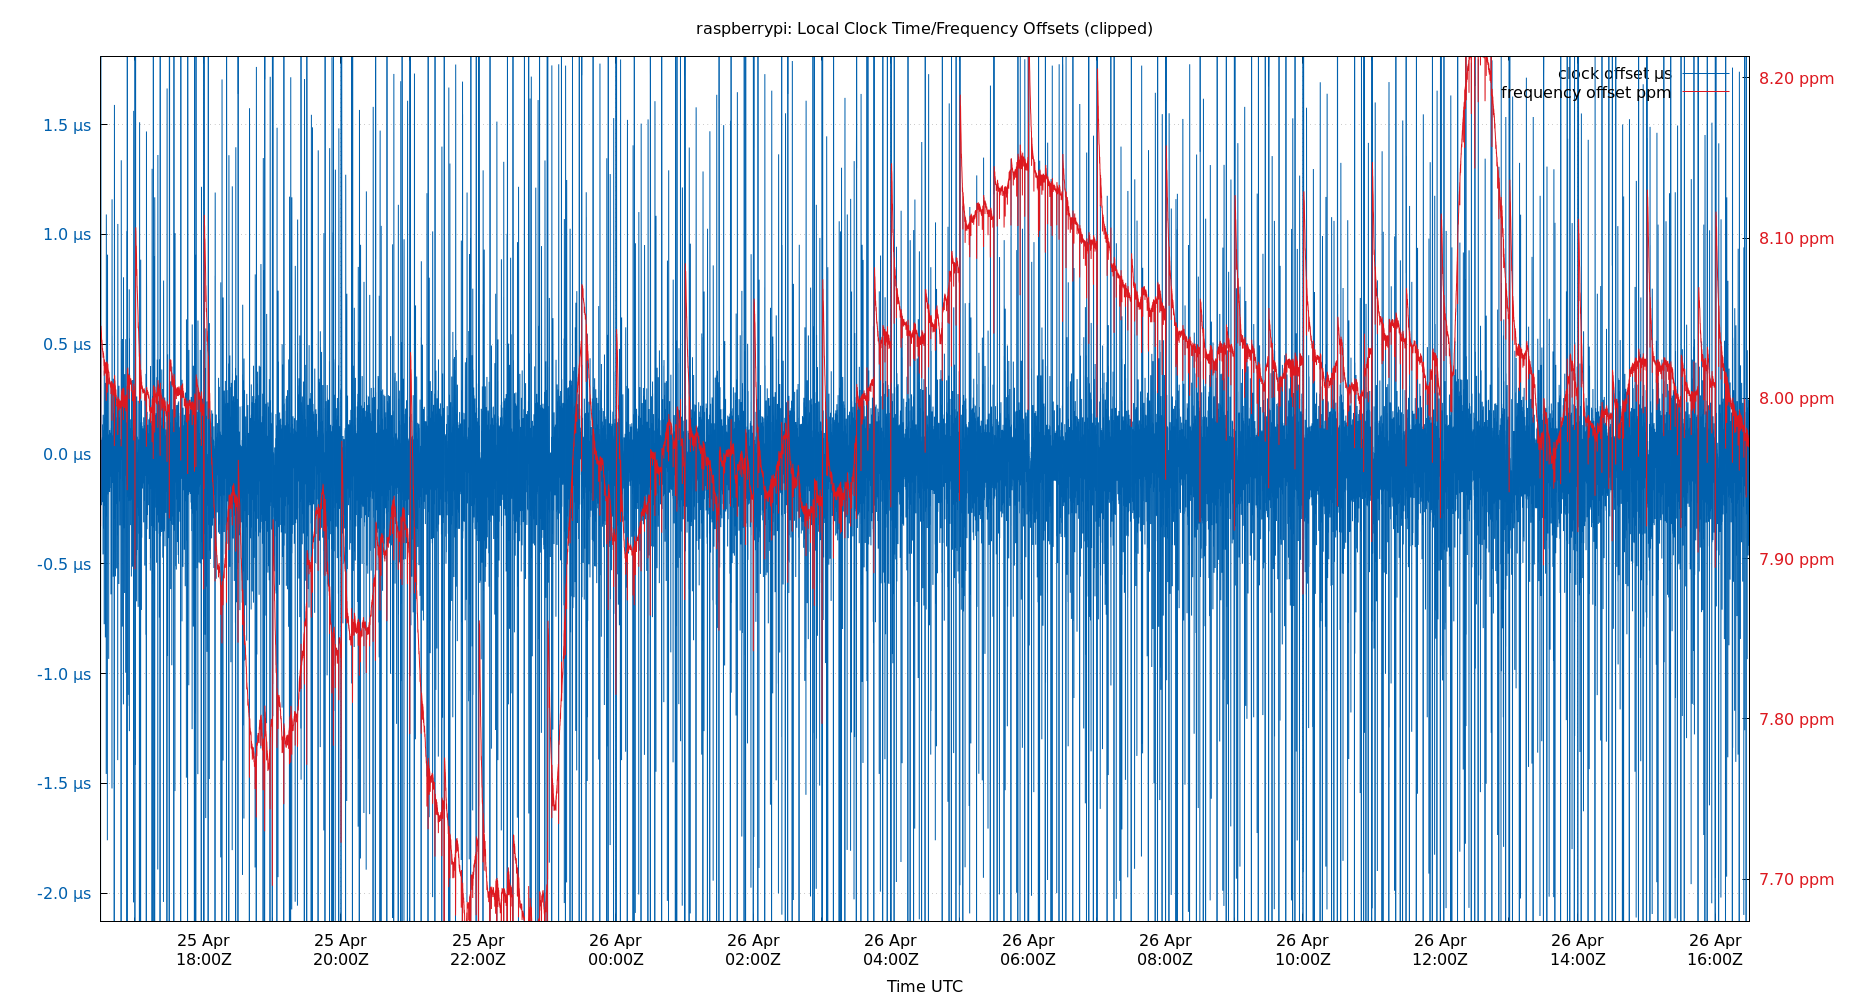 raspberrypi: Local Clock Time/Frequency Offsets (clipped)
clock offset µs
frequency offset ppm
1.5 µs
1.0 µs
0.5 µs
0.0 µs
-0.5 µs
-1.0 µs
-1.5 µs
-2.0 µs
8.20 ppm
8.10 ppm
8.00 ppm
7.90 ppm
7.80 ppm
7.70 ppm
25 Apr 25 Apr 25 Apr 26 Apr 26 Apr 26 Apr 26 Apr 26 Apr 26 Apr 26 Apr 26 Apr 26 Apr
18:00Z 20:00Z 22:00Z 00:00Z 02:00Z 04:00Z 06:00Z 08:00Z 10:00Z 12:00Z 14:00Z 16:00Z
Time UTC